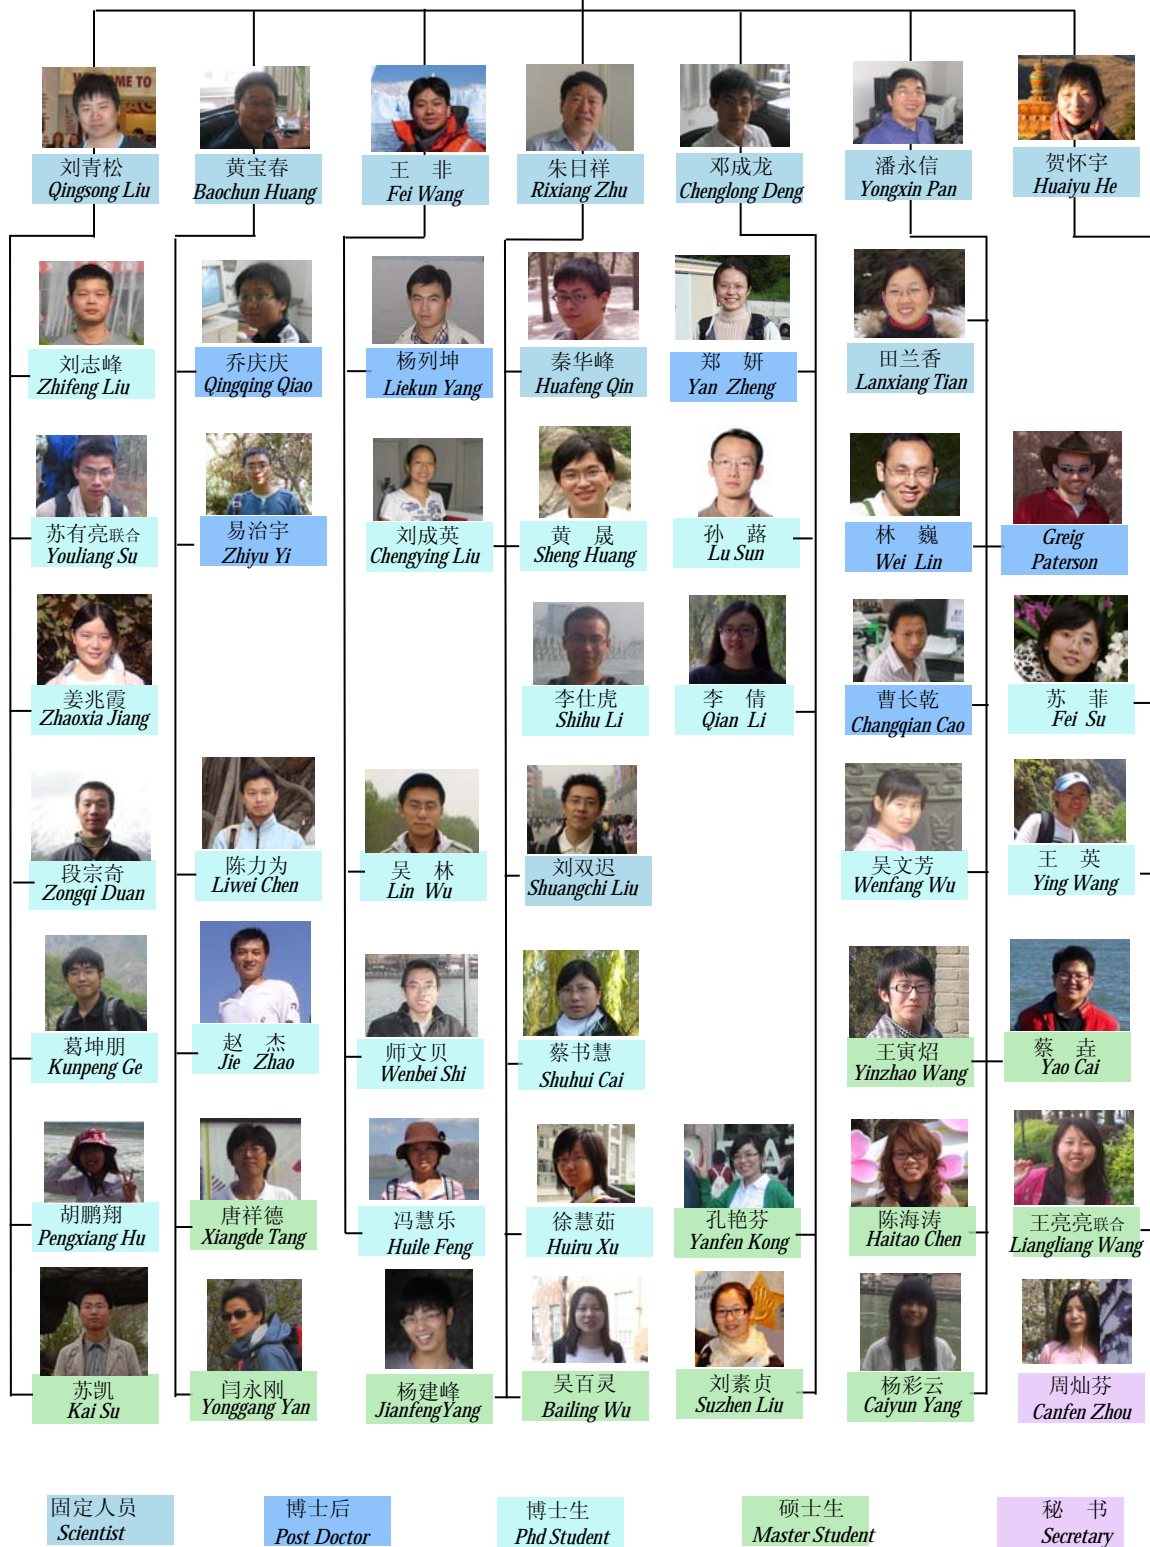 WELCOME TO
刘青松
Qingsong Liu
黄宝春
Baochun Huang
王 非
Fei Wang
朱日祥
Rixiang Zhu
邓成龙
Chenglong Deng
潘永信
Yongxin Pan
贺怀宇
Huaiyu He
刘志峰
Zhifeng Liu
乔庆庆
Qingqing Qiao
杨列坤
Liekun Yang
秦华峰
Huafeng Qin
郑 妍
Yan Zheng
田兰香
Lanxiang Tian
苏有亮联合
Youliang Su
易治宇
Zhiyu Yi
刘成英
Chengying Liu
黄 晟
Sheng Huang
孙 蕗
Lu Sun
林 巍
Wei Lin
Greig
Paterson
姜兆霞
Zhaoxia Jiang
李仕虎
Shihu Li
李 倩
Qian Li
曹长乾
Changqian Cao
苏 菲
Fei Su
段宗奇
Zongqi Duan
陈力为
Liwei Chen
吴 林
Lin Wu
刘双迟
Shuangchi Liu
吴文芳
Wenfang Wu
王 英
Ying Wang
葛坤朋
Kunpeng Ge
赵 杰
Jie Zhao
师文贝
Wenbei Shi
蔡书慧
Shuhui Cai
王寅炤
Yinzhao Wang
蔡 垚
Yao Cai
胡鹏翔
Pengxiang Hu
唐祥德
Xiangde Tang
冯慧乐
Huile Feng
徐慧茹
Huiru Xu
孔艳芬
Yanfen Kong
陈海涛
Haitao Chen
王亮亮联合
Liangliang Wang
苏凯
Kai Su
闫永刚
Yonggang Yan
杨建峰
JianfengYang
吴百灵
Bailing Wu
刘素贞
Suzhen Liu
杨彩云
Caiyun Yang
周灿芬
Canfen Zhou
固定人员
Scientist
博士后
Post Doctor
博士生
Phd Student
硕士生
Master Student
秘 书
Secretary